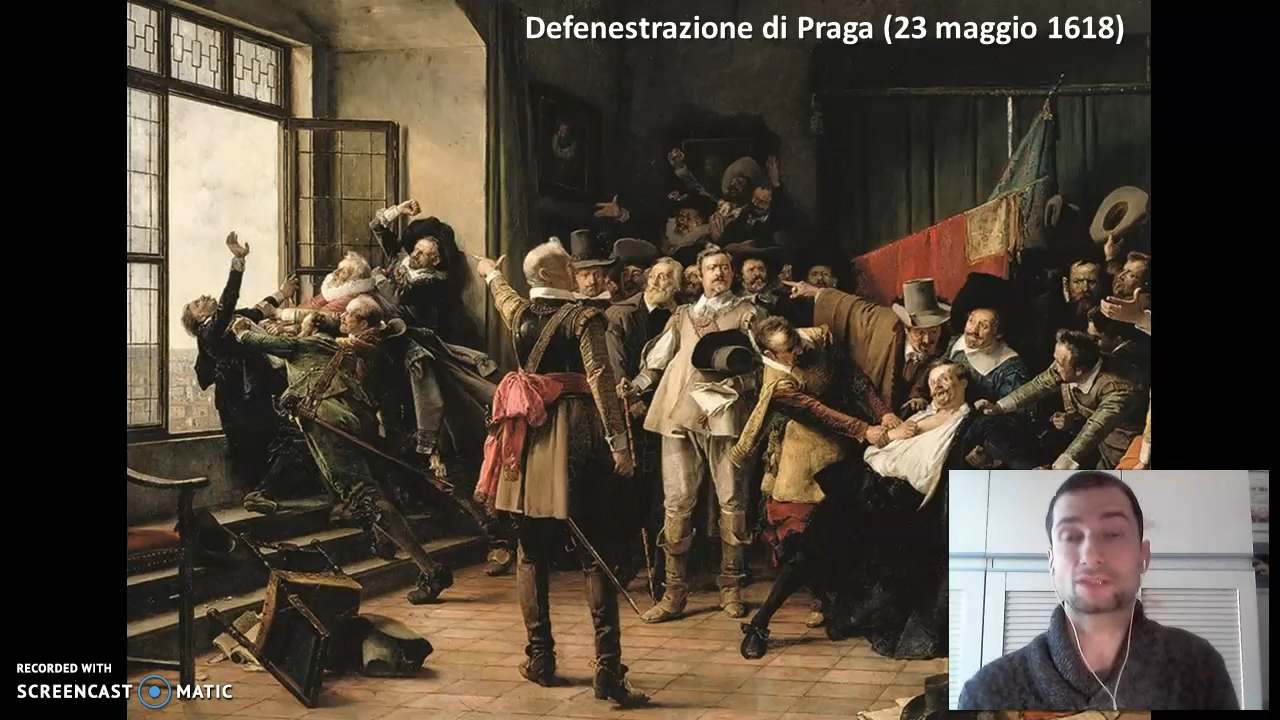 Defenestrazione di Praga (23 maggio 1618)
RECORDED WITH
SCREENCAST MATIC